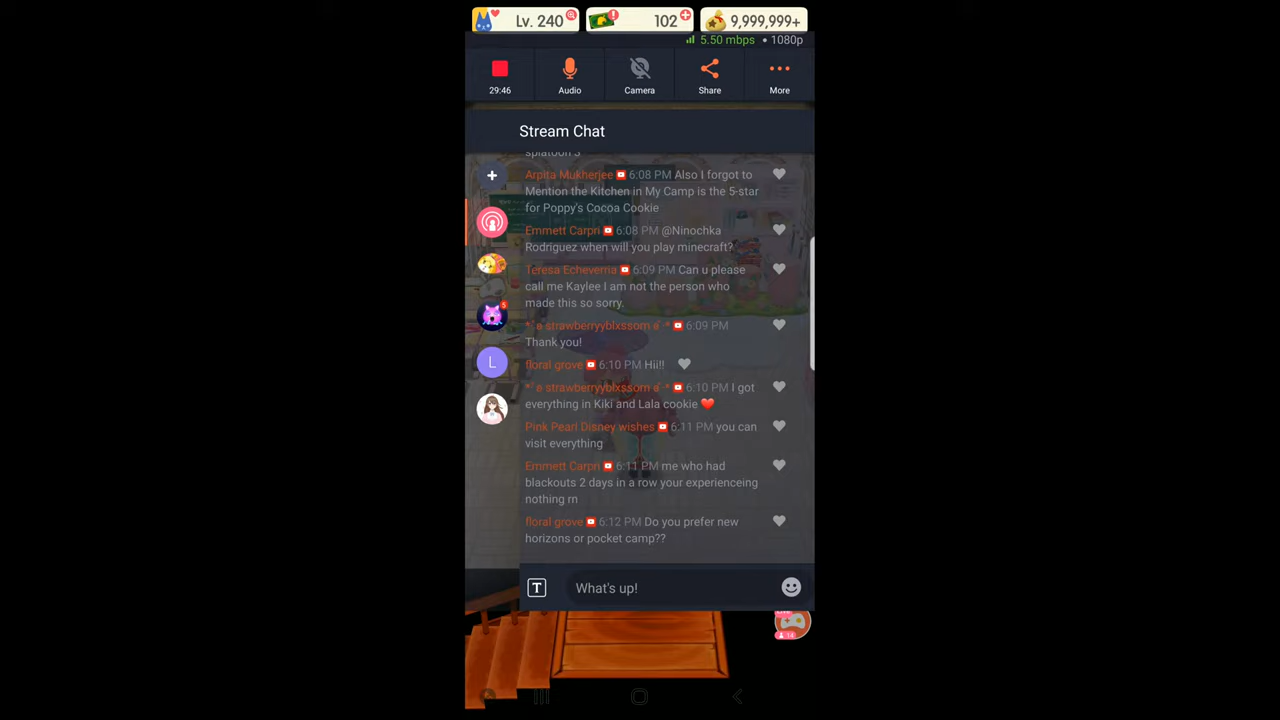 Lv. 240
102
9,999,999+
5.50 mbps • 1080p
29:46
Audio
Camera
Share
More
Stream Chat
splatoon 3
Arpita Mukherjee 6:08 PM Also I forgot to
Mention the Kitchen in My Camp is the 5-star
for Poppy's Cocoa Cookie
Emmett Carpri 6:08 PM @Ninochka
Rodriguez when will you play minecraft?
Teresa Echeverria 6:09 PM Can u please
call me Kaylee I am not the person who
made this so sorry.
strawberryyblxssom 6:09 PM
Thank you!
floral grove 6:10 PM Hii!!
strawberryyblxssom 6:10 PM I got
everything in Kiki and Lala cookie ❤️
Pink Pearl Disney wishes 6:11 PM you can
visit everything
Emmett Carpri 6:11 PM me who had
blackouts 2 days in a row your experienceing
nothing rn
floral grove 6:12 PM Do you prefer new
horizons or pocket camp??
L
5
T
What's up!
14